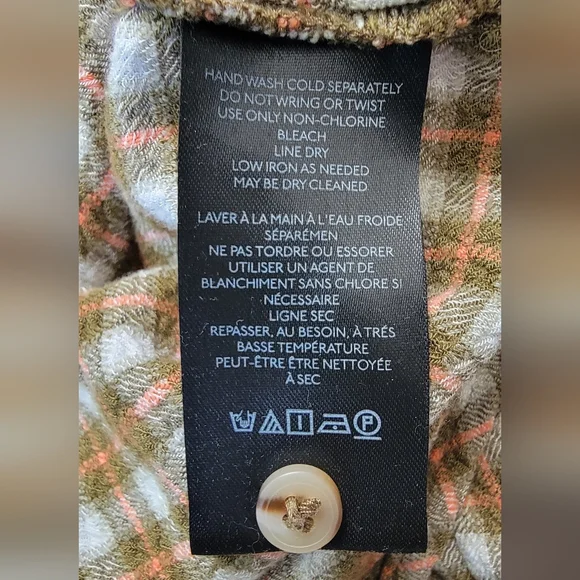 HAND WASH COLD SEPARATELY
DO NOT WRING OR TWIST
USE ONLY NON-CHLORINE
BLEACH
LINE DRY
LOW IRON AS NEEDED
MAY BE DRY CLEANED
LAVER À LA MAIN À L'EAU FROIDE
SÉPARÉMEN
NE PAS TORDRE OU ESSORER
UTILISER UN AGENT DE
BLANCHIMENT SANS CHLORE SI
NÉCESSAIRE
LIGNE SEC
REPASSER, AU BESOIN, À TRÉS
BASSE TEMPÉRATURE
PEUT-ÊTRE ÊTRE NETTOYÉE
À SEC
P